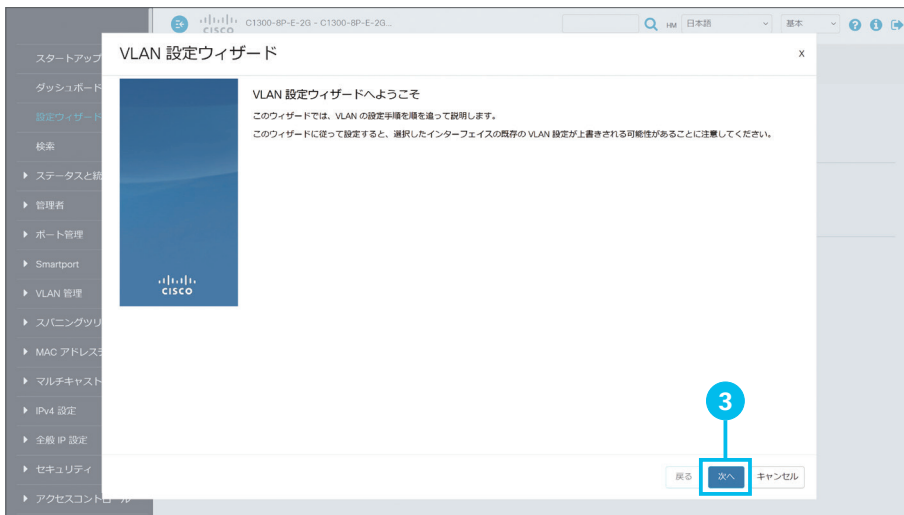 CISCO
C1300-8P-E-2G - C1300-8P-E-2G...
HM
日本語
基本
スタートアップ
ダッシュボード
設定ウィザード
検索
ステータスと統
管理者
ポート管理
Smartport
VLAN 管理
スパニングツリ
MAC アドレステ
マルチキャスト
IPv4 設定
全般 IP 設定
セキュリティ
アクセスコントロール
VLAN 設定ウィザード
x
CISCO
VLAN 設定ウィザードへようこそ
このウィザードでは、VLAN の設定手順を順を追って説明します。
このウィザードに従って設定すると、選択したインターフェイスの既存の VLAN 設定が上書きされる可能性があることに注意してください。
3
戻る
次へ
キャンセル